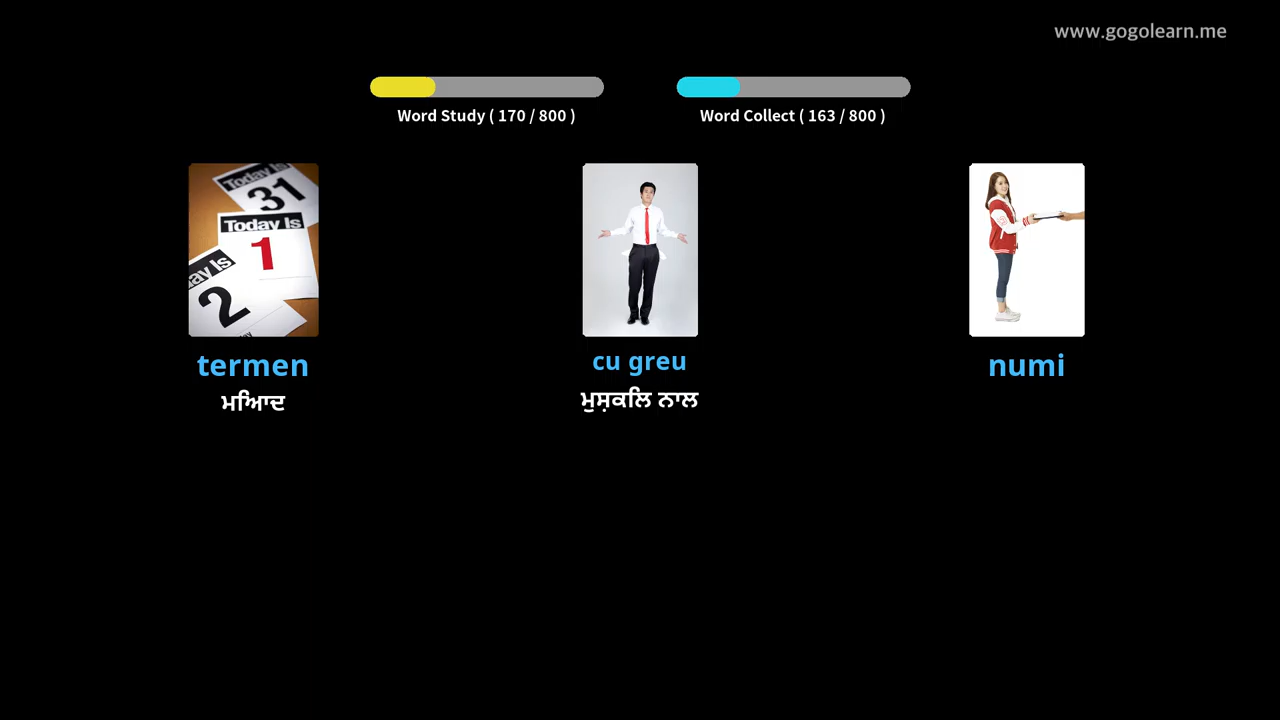 www.gogolearn.me
Word Study ( 170 / 800 )
Word Collect ( 163 / 800 )
Today Is
31
Today Is
1
ay Is
2
termen
cu greu
numi
ਮਆਿਦ
ਮੁਸ਼ਕਲਿ ਨਾਲ